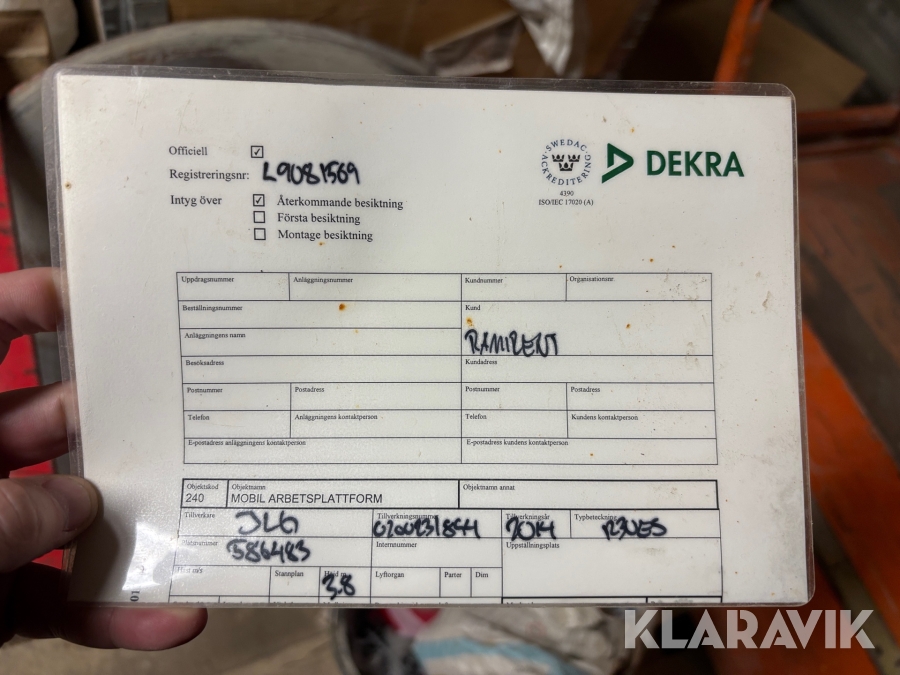 Officiell ☑
Registreringsnr: L9081569
Intyg över ☑ Återkommande besiktning
☐ Första besiktning
☐ Montage besiktning
SWEDAC ACKREDITERING
4390
ISO/IEC 17020 (A)
DEKRA
Uppdragsnummer Anläggningsnummer Kundnummer Organisationsnr
Beställningsnummer Kund
RAMIRENT
Anläggningens namn
Besöksadress Kundadress
Postnummer Postadress Postnummer Postadress
Telefon Anläggningens kontaktperson Telefon Kundens kontaktperson
E-postadress anläggningens kontaktperson E-postadress kundens kontaktperson
Objektskod Objektnamn Objektnamn annat
240 MOBIL ARBETSPLATTFORM
Tillverkare Tillverkningsnummer Tillverkningsår Typbeteckning
JLG 2014
Internnummer Uppställningsplats
586483
Stannplan Lyftorgan Parter Dim
3.8
KLARAVIK